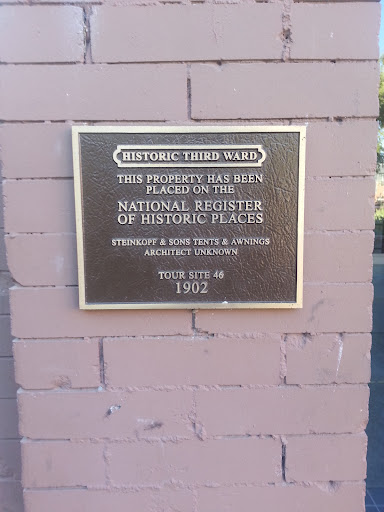 HISTORIC THIRD WARD
THIS PROPERTY HAS BEEN
PLACED ON THE
NATIONAL REGISTER
OF HISTORIC PLACES
STEINKOPF & SONS TENTS & AWNINGS
ARCHITECT UNKNOWN
TOUR SITE 46
1902